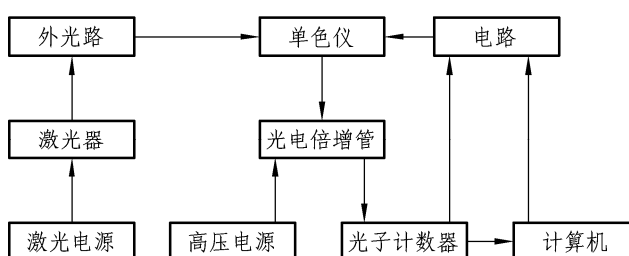 外光路
单色仪
电路
激光器
光电倍增管
激光电源
高压电源
光子计数器
计算机